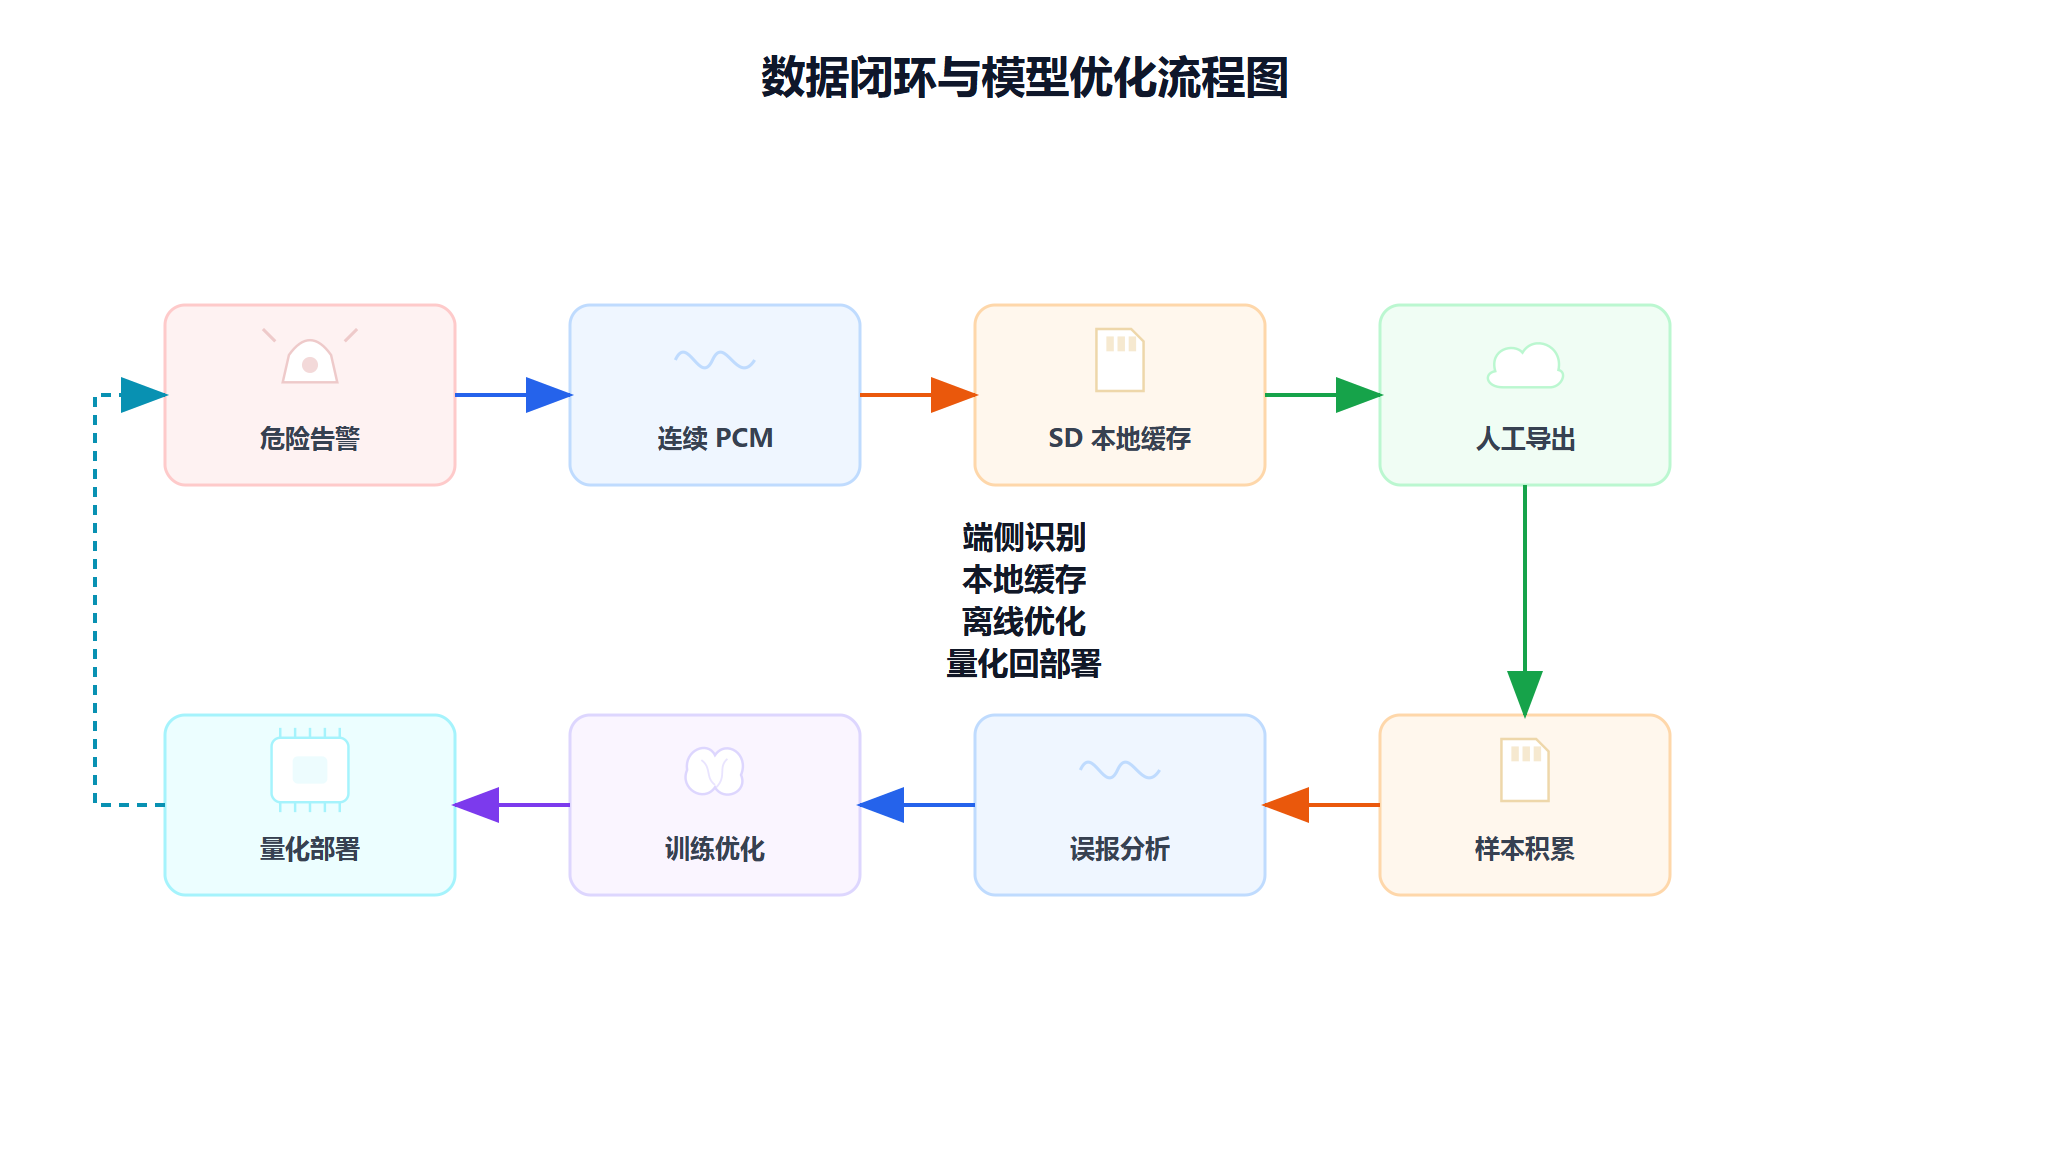 数据闭环与模型优化流程图
危险告警
连续 PCM
SD 本地缓存
人工导出
端侧识别
本地缓存
离线优化
量化回部署
量化部署
训练优化
误报分析
样本积累